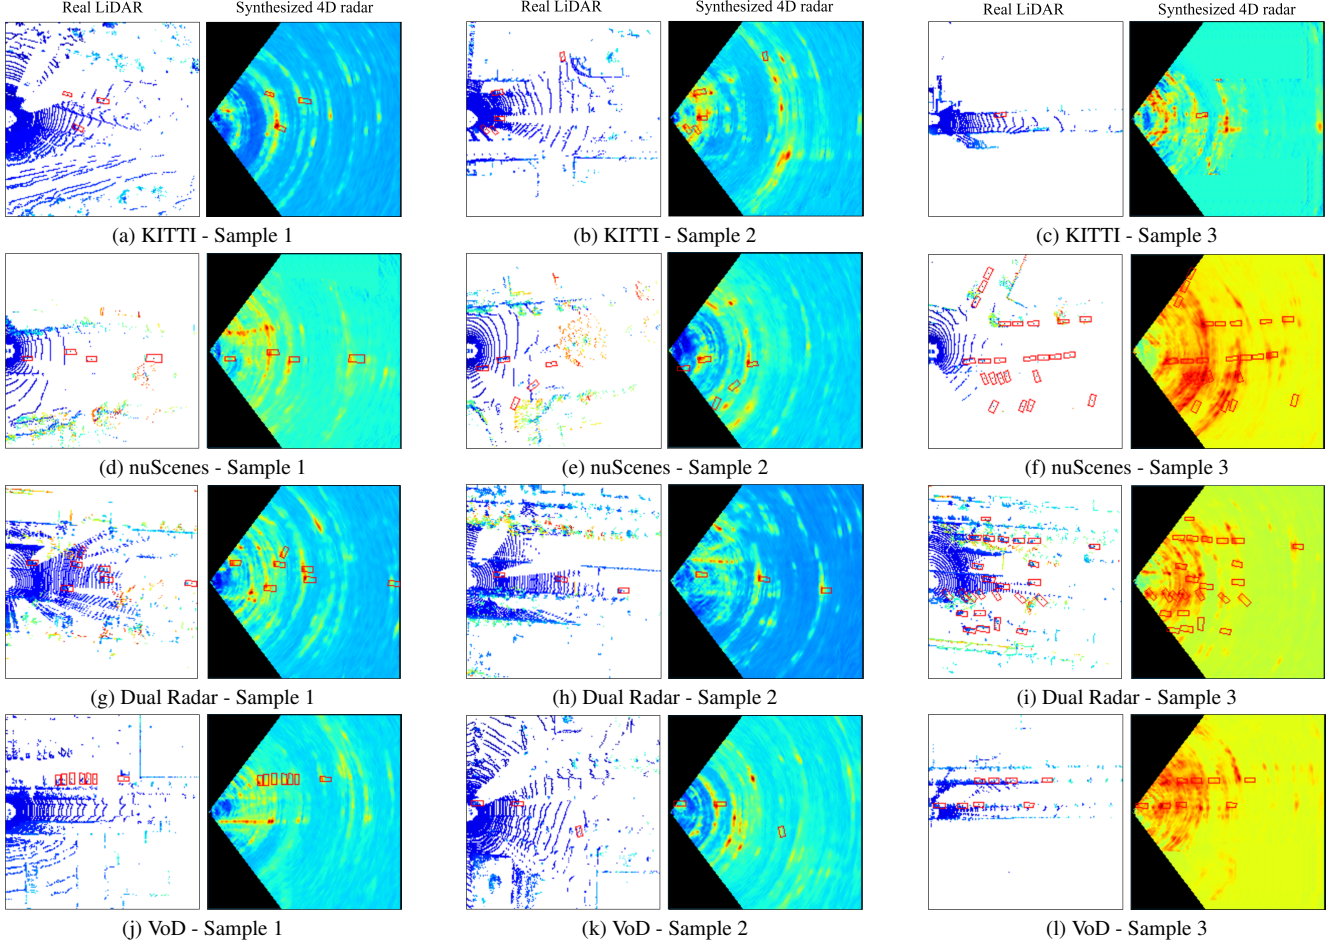 Real LiDAR Synthesized 4D radar Real LiDAR Synthesized 4D radar Real LiDAR Synthesized 4D radar
(a) KITTI - Sample 1 (b) KITTI - Sample 2 (c) KITTI - Sample 3
(d) nuScenes - Sample 1 (e) nuScenes - Sample 2 (f) nuScenes - Sample 3
(g) Dual Radar - Sample 1 (h) Dual Radar - Sample 2 (i) Dual Radar - Sample 3
(j) VoD - Sample 1 (k) VoD - Sample 2 (l) VoD - Sample 3